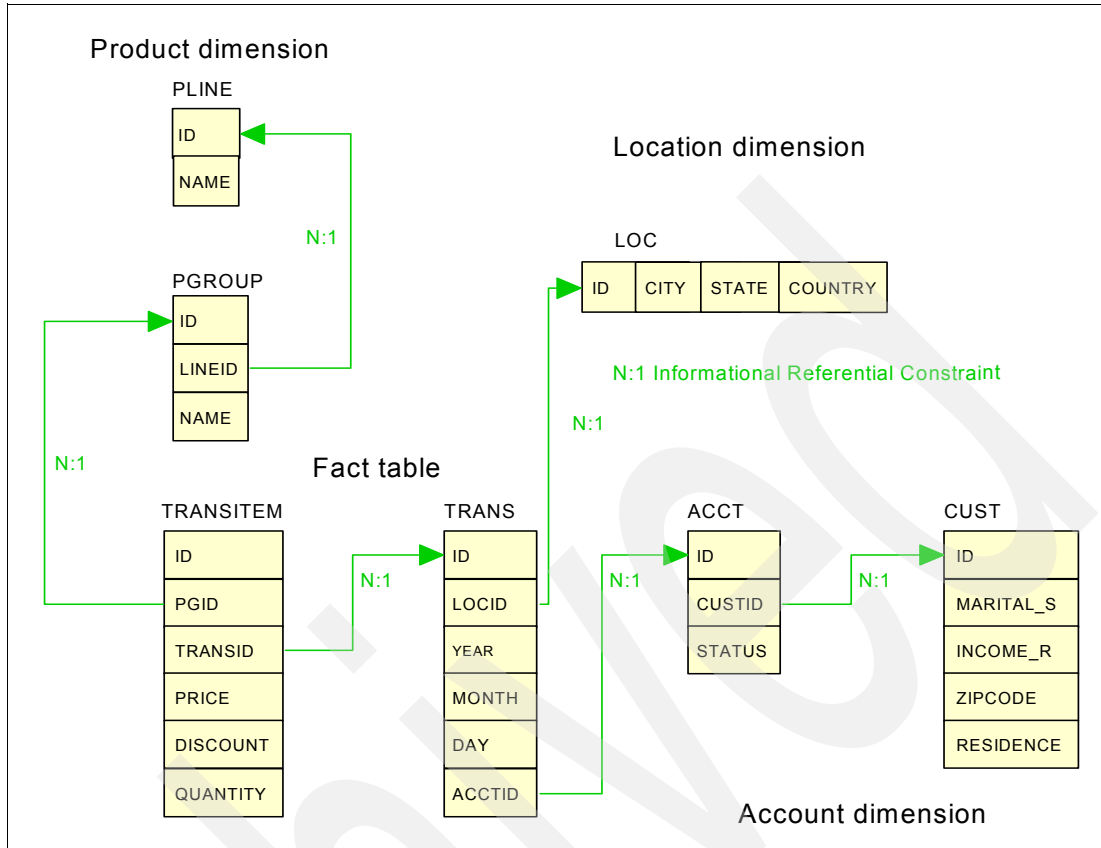 Product dimension
PLINE
ID
NAME
N:1
Location dimension
LOC
ID CITY STATE COUNTRY
PGROUP
ID
LINEID
NAME
N:1
N:1 Informational Referential Constraint
N:1
Fact table
TRANSITEM
ID
PGID
TRANSID
PRICE
DISCOUNT
QUANTITY
N:1
TRANS
ID
LOCID
YEAR
MONTH
DAY
ACCTID
N:1
ACCT
ID
CUSTID
STATUS
N:1
CUST
ID
MARITAL_S
INCOME_R
ZIPCODE
RESIDENCE
Account dimension